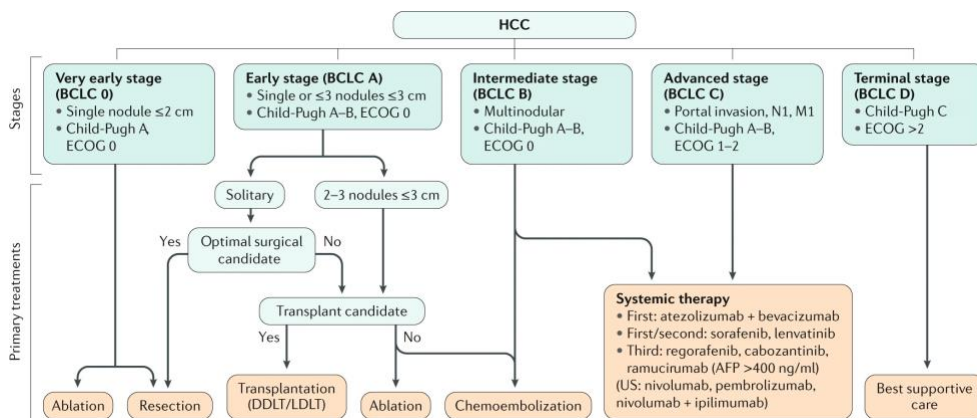 HCC
Stages
Very early stage
(BCLC 0)
• Single nodule ≤2 cm
• Child-Pugh A,
ECOG 0
Early stage (BCLC A)
• Single or ≤3 nodules ≤3 cm
• Child-Pugh A–B, ECOG 0
Intermediate stage
(BCLC B)
• Multinodular
• Child-Pugh A–B,
ECOG 0
Advanced stage
(BCLC C)
• Portal invasion, N1, M1
• Child-Pugh A–B,
ECOG 1–2
Terminal stage
(BCLC D)
• Child-Pugh C
• ECOG >2
Primary treatments
Solitary
2–3 nodules ≤3 cm
Yes
Optimal surgical
candidate
No
Transplant candidate
Yes
No
Systemic therapy
• First: atezolizumab + bevacizumab
• First/second: sorafenib, lenvatinib
• Third: regorafenib, cabozantinib,
ramucirumab (AFP >400 ng/ml)
(US: nivolumab, pembrolizumab,
nivolumab + ipilimumab)
Ablation
Resection
Transplantation
(DDLT/LDLT)
Ablation
Chemoembolization
Best supportive
care